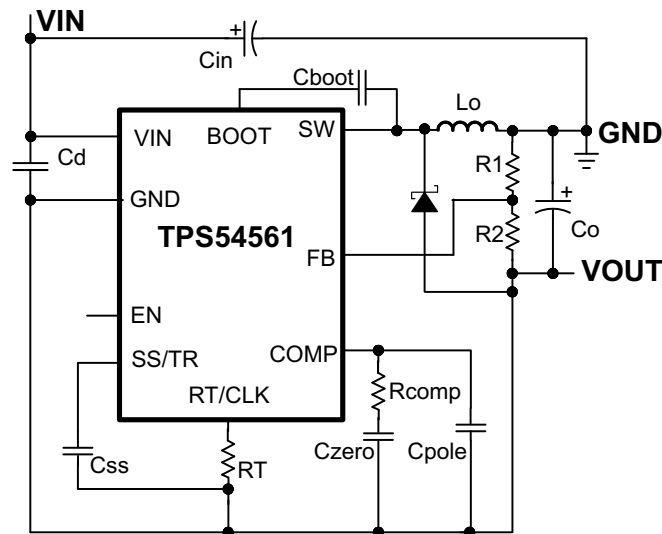 VIN
+
Cin
Cboot
Lo
VIN
BOOT
SW
GND
Cd
R1
GND
+
TPS54561
R2
Co
FB
VOUT
EN
COMP
SS/TR
RT/CLK
Rcomp
Css
RT
Czero
Cpole